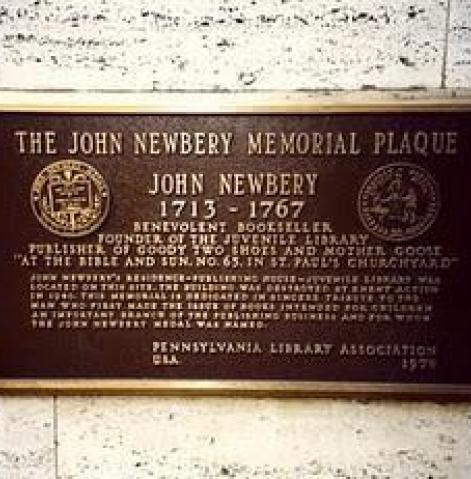 THE JOHN NEWBERY MEMORIAL PLAQUE
JOHN NEWBERY
1713 - 1767
BENEVOLENT BOOKSELLER
FOUNDER OF THE JUVENILE LIBRARY
PUBLISHER OF GOODY TWO SHOES AND MOTHER GOOSE
"AT THE BIBLE AND SUN. NO. 65. IN ST. PAUL'S CHURCHYARD"
JOHN NEWBERY'S RESIDENCE-PUBLISHING HOUSE-JUVENILE LIBRARY WAS
LOCATED ON THIS SITE. THE BUILDING WAS DESTROYED BY ENEMY ACTION
IN 1940. THIS MEMORIAL IS DEDICATED IN SINCERE TRIBUTE TO THE
MAN WHO FIRST MADE THE ISSUE OF BOOKS INTENDED FOR CHILDREN
AN IMPORTANT BRANCH OF THE PUBLISHING BUSINESS AND FOR WHOM
THE JOHN NEWBERY MEDAL WAS NAMED.
PENNSYLVANIA LIBRARY ASSOCIATION
USA